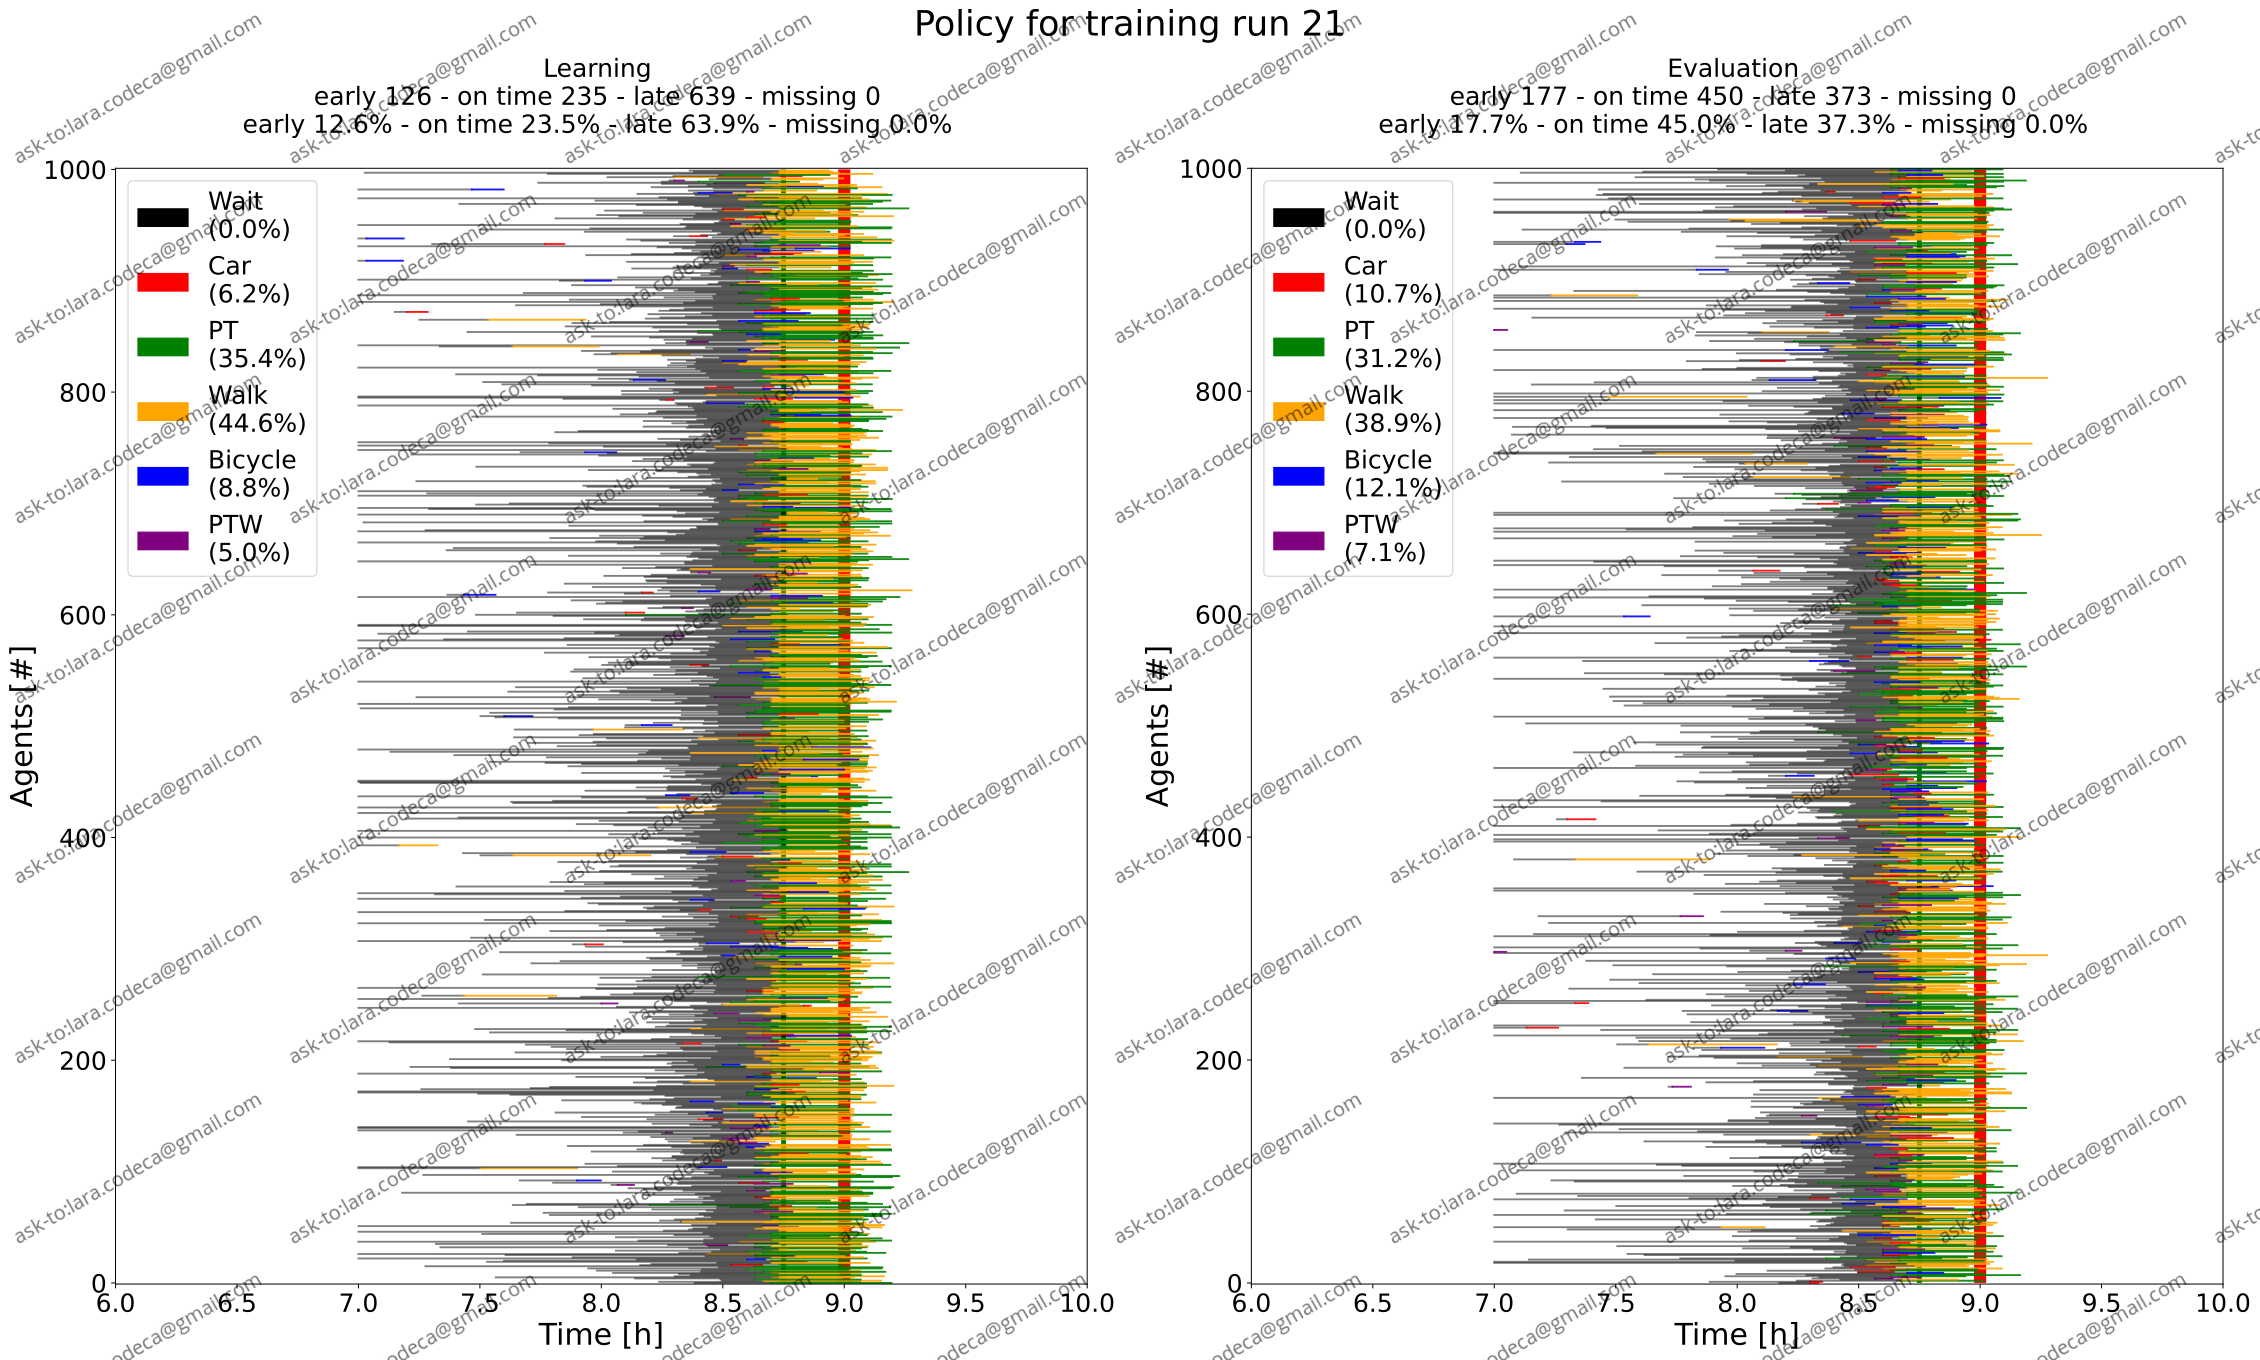 Policy for training run 21
Learning
early 126 - on time 235 - late 639 - missing 0
early 12.6% - on time 23.5% - late 63.9% - missing 0.0%
1000
800
600
400
200
0
Agents [#]
Wait
(0.0%)
Car
(6.2%)
PT
(35.4%)
Walk
(44.6%)
Bicycle
(8.8%)
PTW
(5.0%)
6.0 6.5 7.0 7.5 8.0 8.5 9.0 9.5 10.0
Time [h]
Evaluation
early 177 - on time 450 - late 373 - missing 0
early 17.7% - on time 45.0% - late 37.3% - missing 0.0%
1000
800
600
400
200
0
Agents [#]
Wait
(0.0%)
Car
(10.7%)
PT
(31.2%)
Walk
(38.9%)
Bicycle
(12.1%)
PTW
(7.1%)
6.0 6.5 7.0 7.5 8.0 8.5 9.0 9.5 10.0
Time [h]
ask-to:lara.codeca@gmail.com